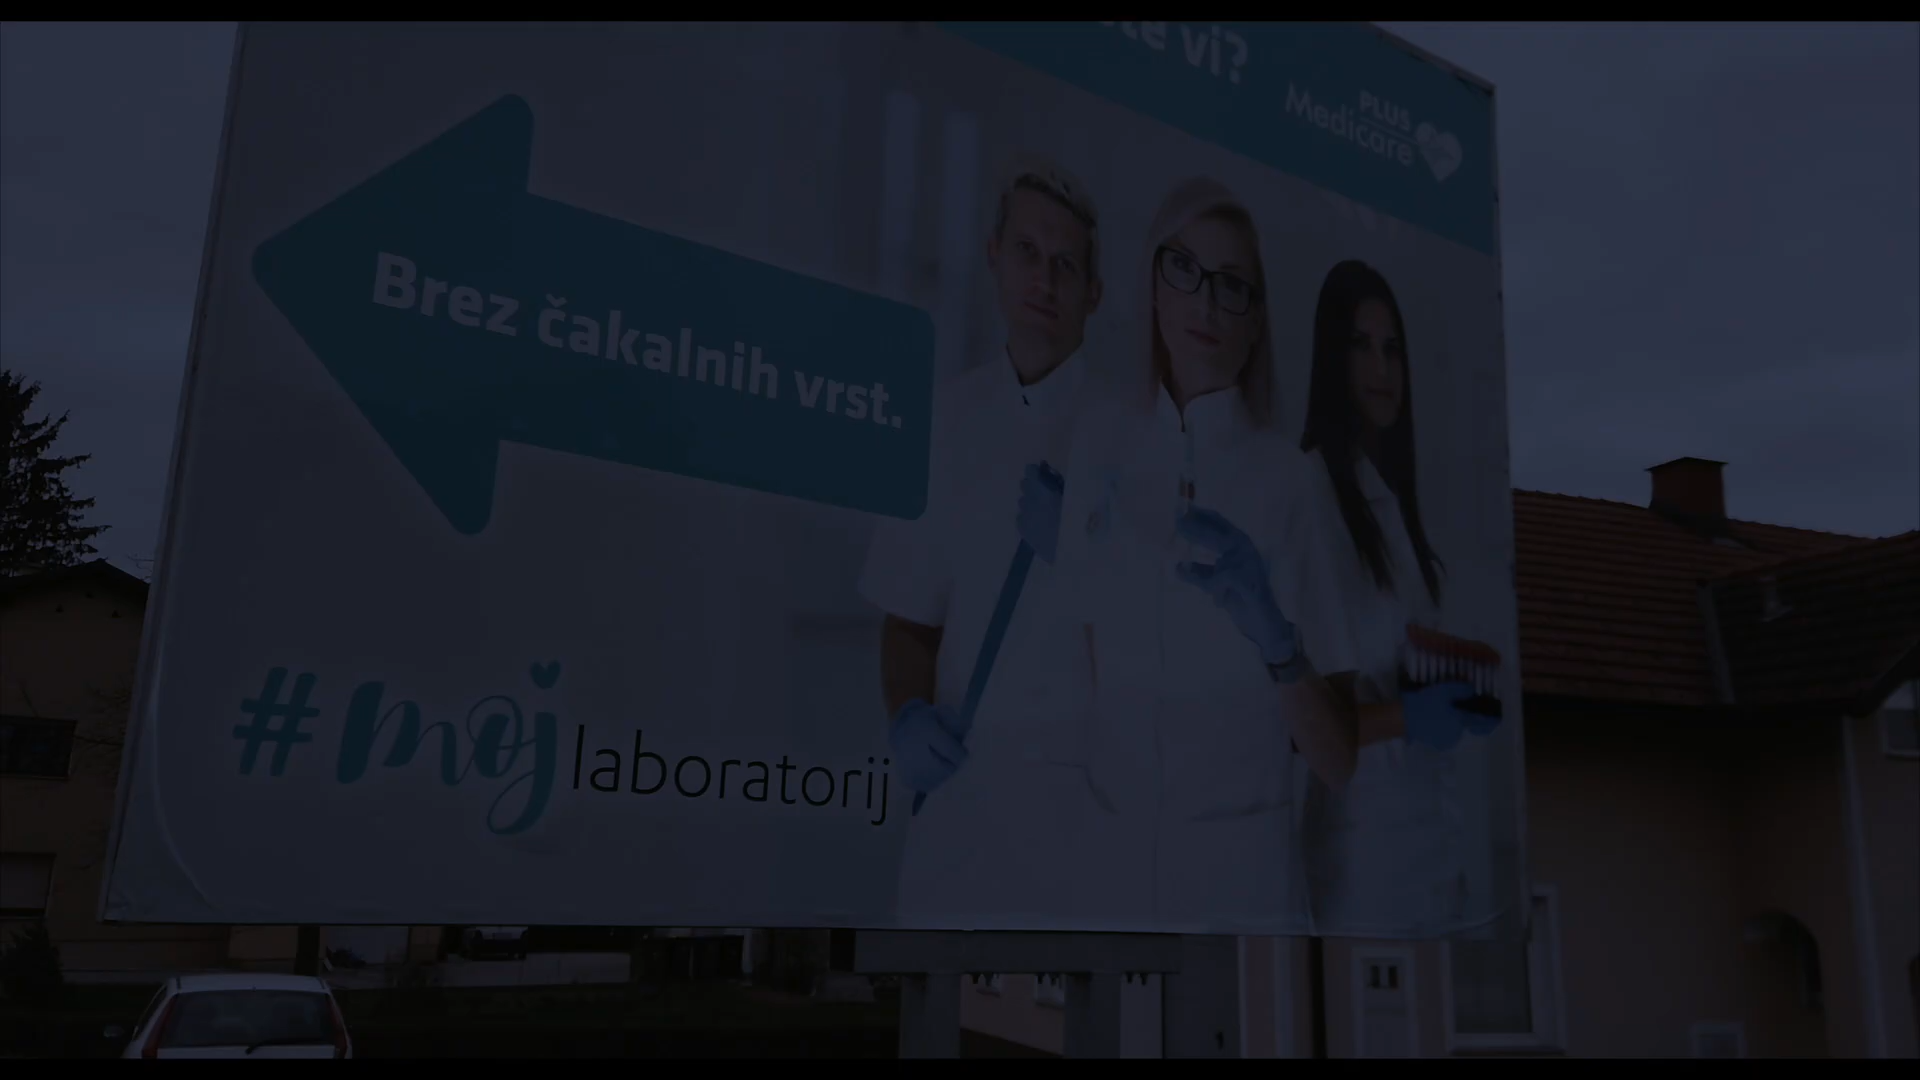 vi?
PLUS
Medicare
Brez čakalnih vrst.
#moj laboratorij